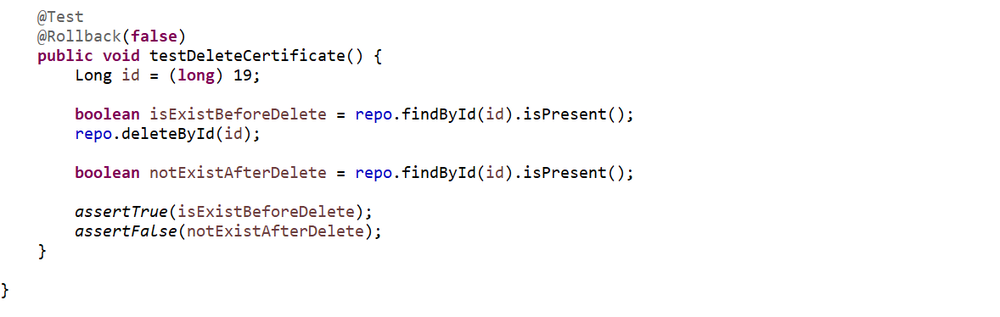 @Test
@Rollback(false)
public void testDeleteCertificate() {
Long id = (long) 19;
boolean isExistBeforeDelete = repo.findById(id).isPresent();
repo.deleteById(id);
boolean notExistAfterDelete = repo.findById(id).isPresent();
assertTrue(isExistBeforeDelete);
assertFalse(notExistAfterDelete);
}
}